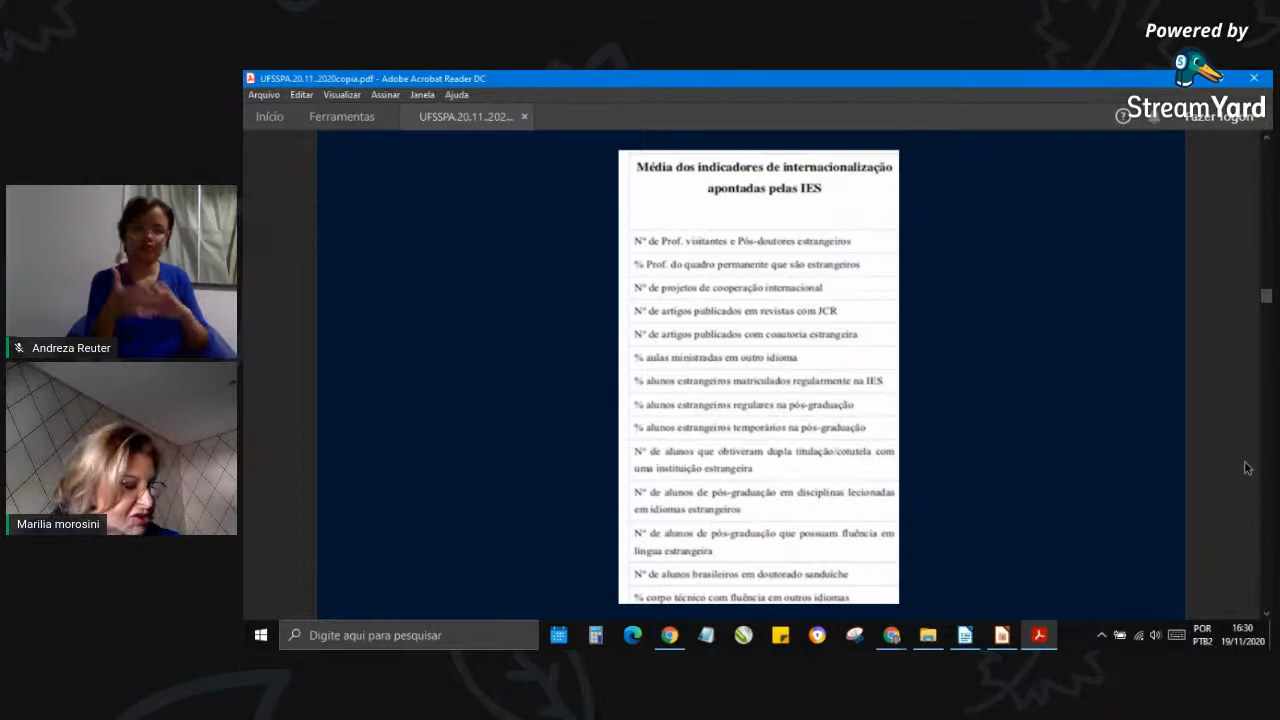 Powered by
StreamYard
UFSSPA.20.11..2020copia.pdf - Adobe Acrobat Reader DC
Arquivo Editar Visualizar Assinar Janela Ajuda
Início Ferramentas UFSSPA.20.11..202...
Fazer logon
Média dos indicadores de internacionalização
apontadas pelas IES
Nº de Prof. visitantes e Pós-doutores estrangeiros
% Prof. do quadro permanente que são estrangeiros
Nº de projetos de cooperação internacional
Nº de artigos publicados em revistas com JCR
Nº de artigos publicados com coautoria estrangeira
% aulas ministradas em outro idioma
% alunos estrangeiros matriculados regularmente na IES
% alunos estrangeiros regulares na pós-graduação
% alunos estrangeiros temporários na pós-graduação
Nº de alunos que obtiveram dupla titulação/cotutela com
uma instituição estrangeira
Nº de alunos de pós-graduação em disciplinas lecionadas
em idiomas estrangeiros
Nº de alunos de pós-graduação que possuam fluência em
língua estrangeira
Nº de alunos brasileiros em doutorado sanduiche
% corpo técnico com fluência em outros idiomas
Andreza Reuter
Marilia morosini
Digite aqui para pesquisar
POR
PTB2
16:30
19/11/2020